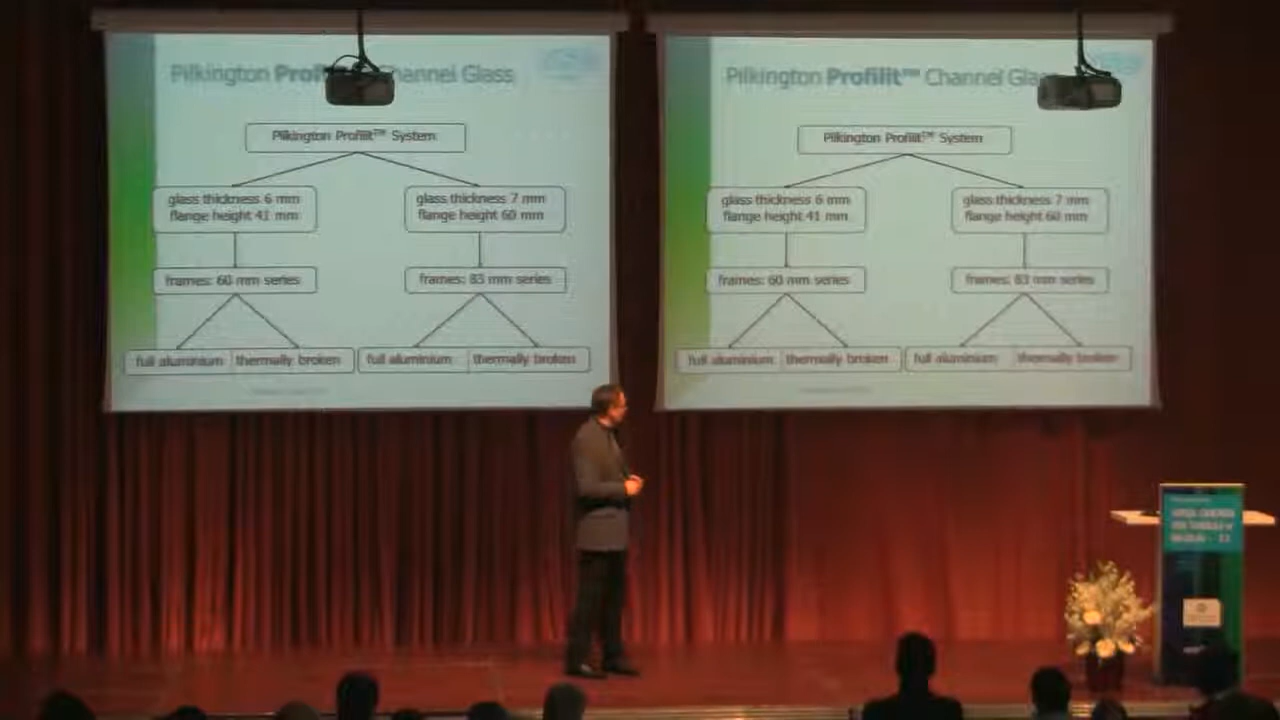 Pilkington Profilit™ Channel Glass
Pilkington Profilit™ System
glass thickness 6 mm
flange height 41 mm
glass thickness 7 mm
flange height 60 mm
frames: 60 mm series
frames: 83 mm series
full aluminium
thermally broken
full aluminium
thermally broken
Pilkington Profilit™ Channel Glass
Pilkington Profilit™ System
glass thickness 6 mm
flange height 41 mm
glass thickness 7 mm
flange height 60 mm
frames: 60 mm series
frames: 83 mm series
full aluminium
thermally broken
full aluminium
thermally broken